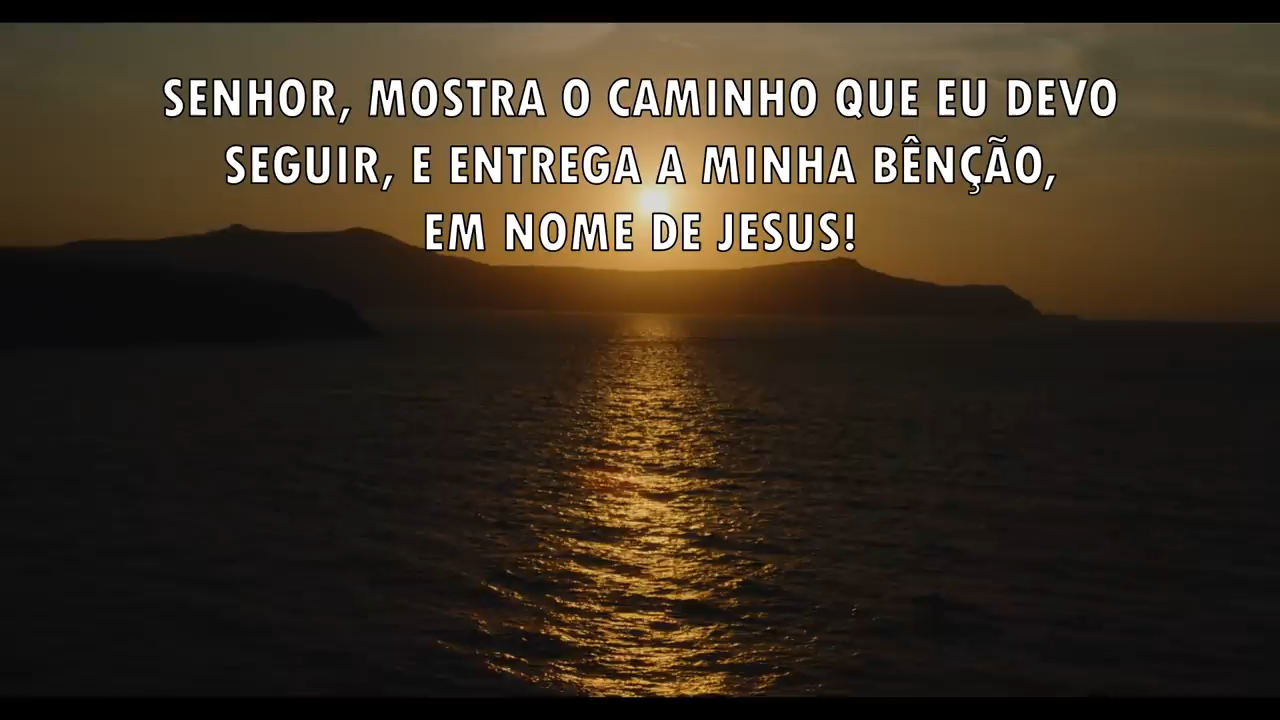 SENHOR, MOSTRA O CAMINHO QUE EU DEVO
SEGUIR, E ENTREGA A MINHA BÊNÇÃO,
EM NOME DE JESUS!